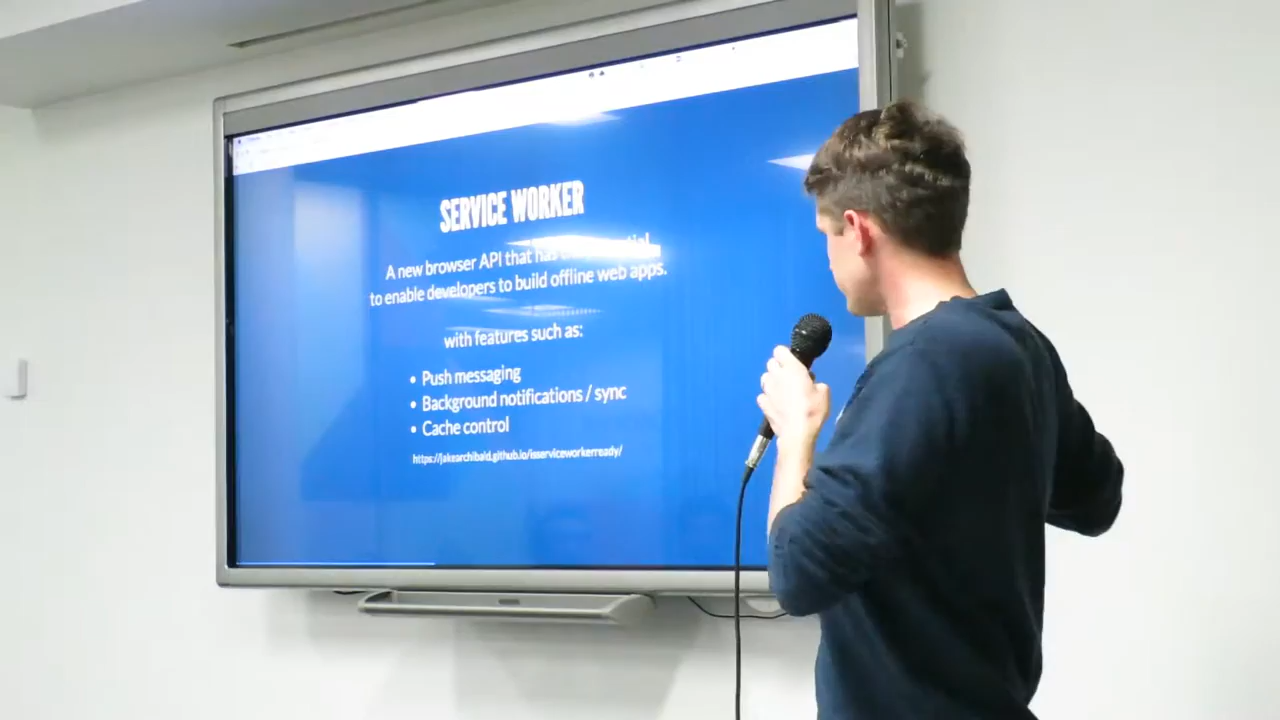 SERVICE WORKER
A new browser API that has
to enable developers to build offline web apps.
with features such as:
• Push messaging
• Background notifications / sync
• Cache control
https://jakearchibald.github.io/isserviceworkerready/